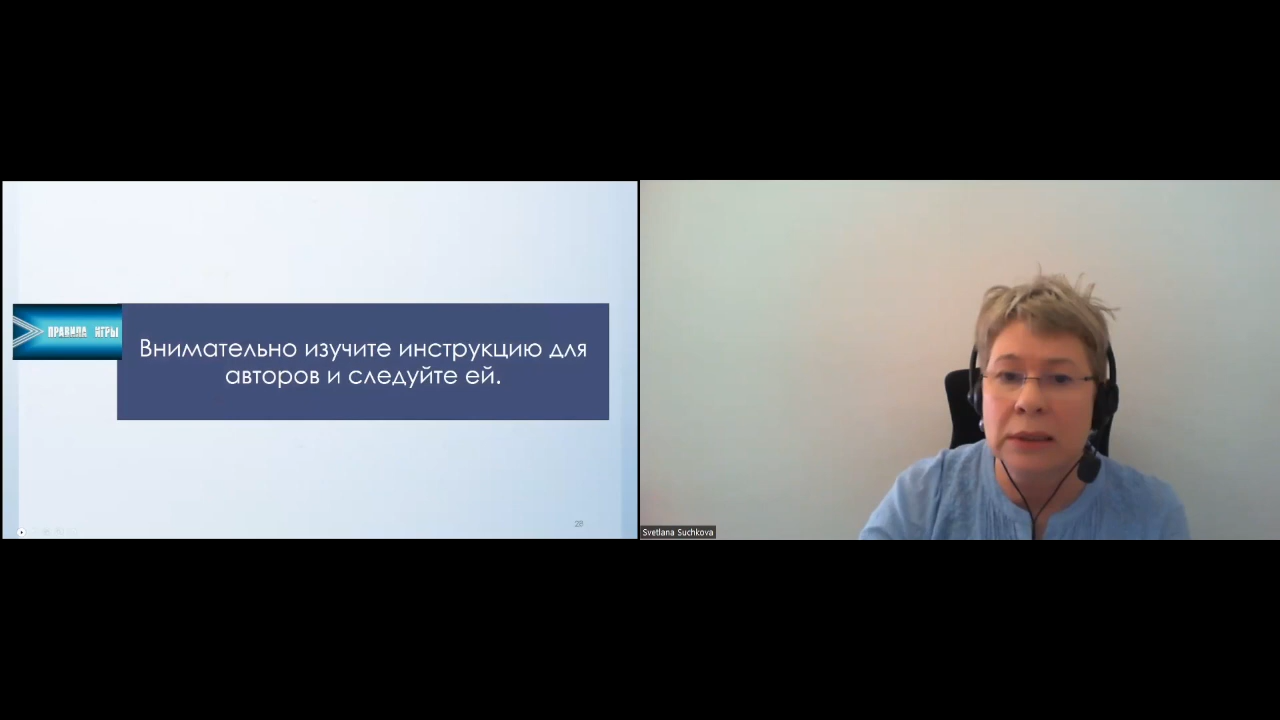 ПРАВИЛА ИГРЫ
Внимательно изучите инструкцию для
авторов и следуйте ей.
28
Svetlana Suchkova